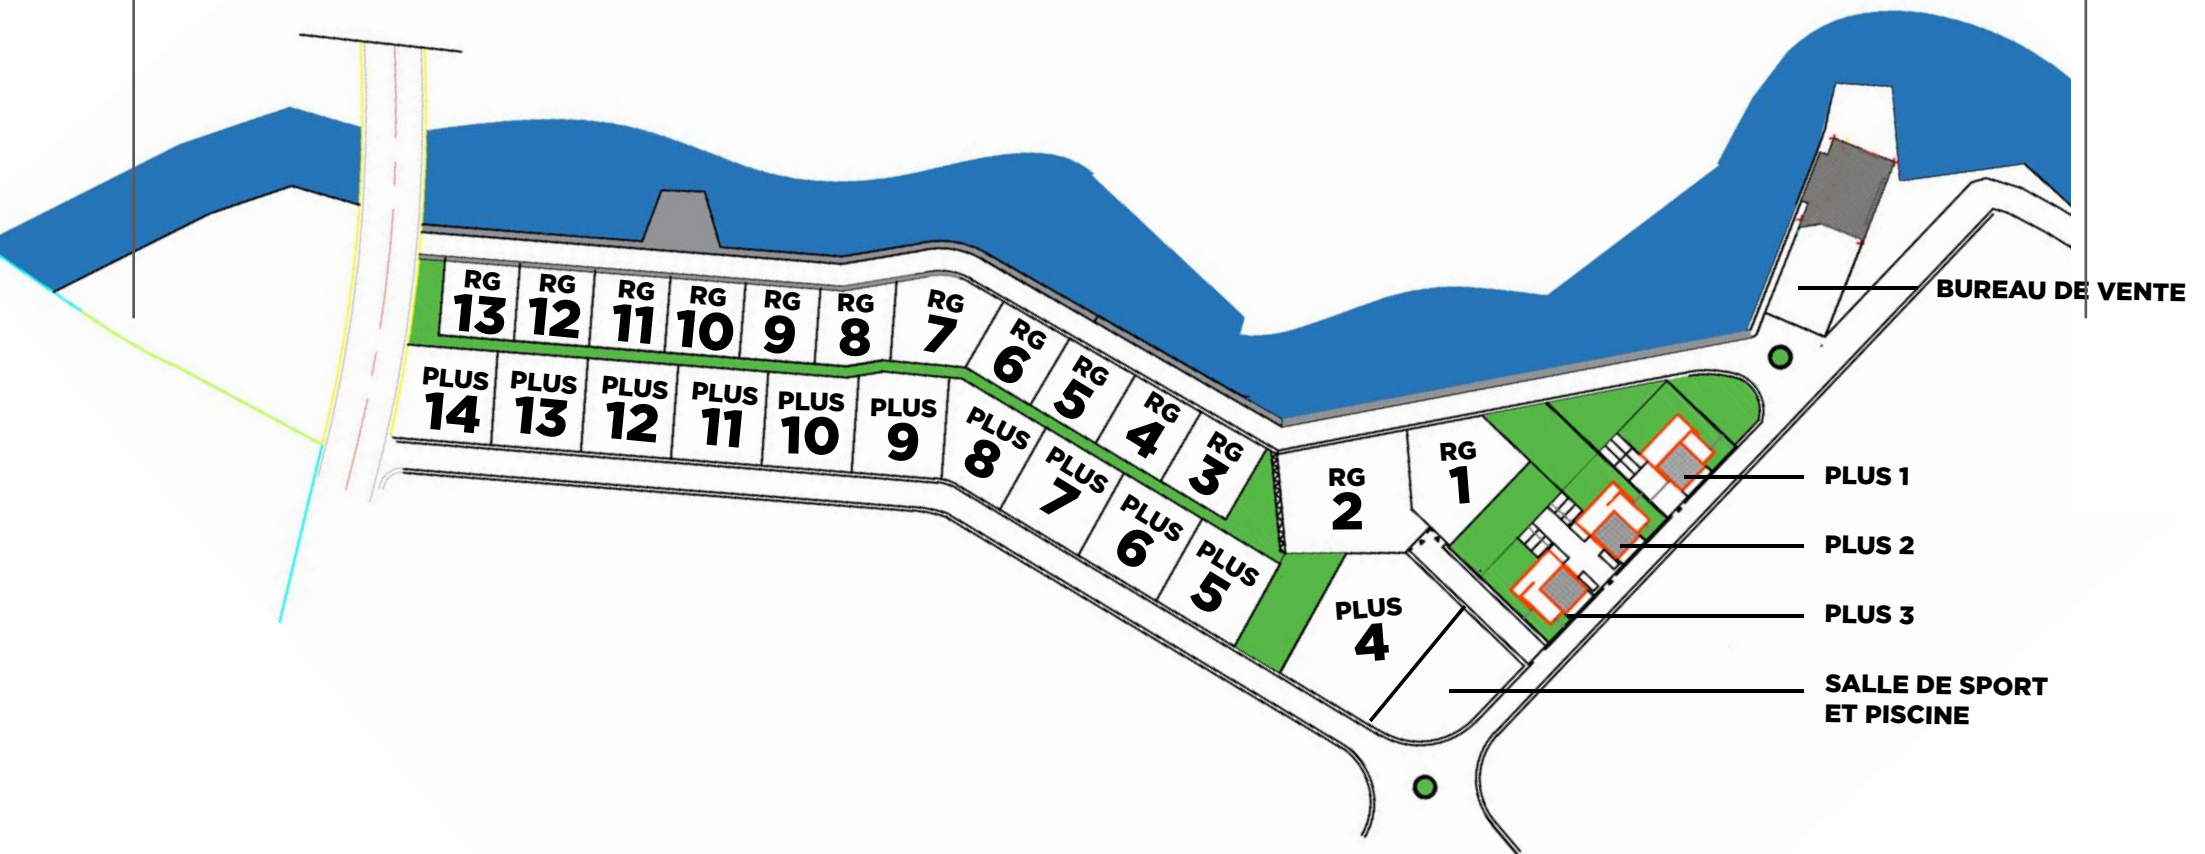 RG
13
RG
12
RG
11
RG
10
RG
9
RG
8
RG
7
RG
6
RG
5
RG
4
RG
3
RG
2
RG
1
PLUS
14
PLUS
13
PLUS
12
PLUS
11
PLUS
10
PLUS
9
PLUS
8
PLUS
7
PLUS
6
PLUS
5
PLUS
4
BUREAU DE VENTE
PLUS 1
PLUS 2
PLUS 3
SALLE DE SPORT
ET PISCINE